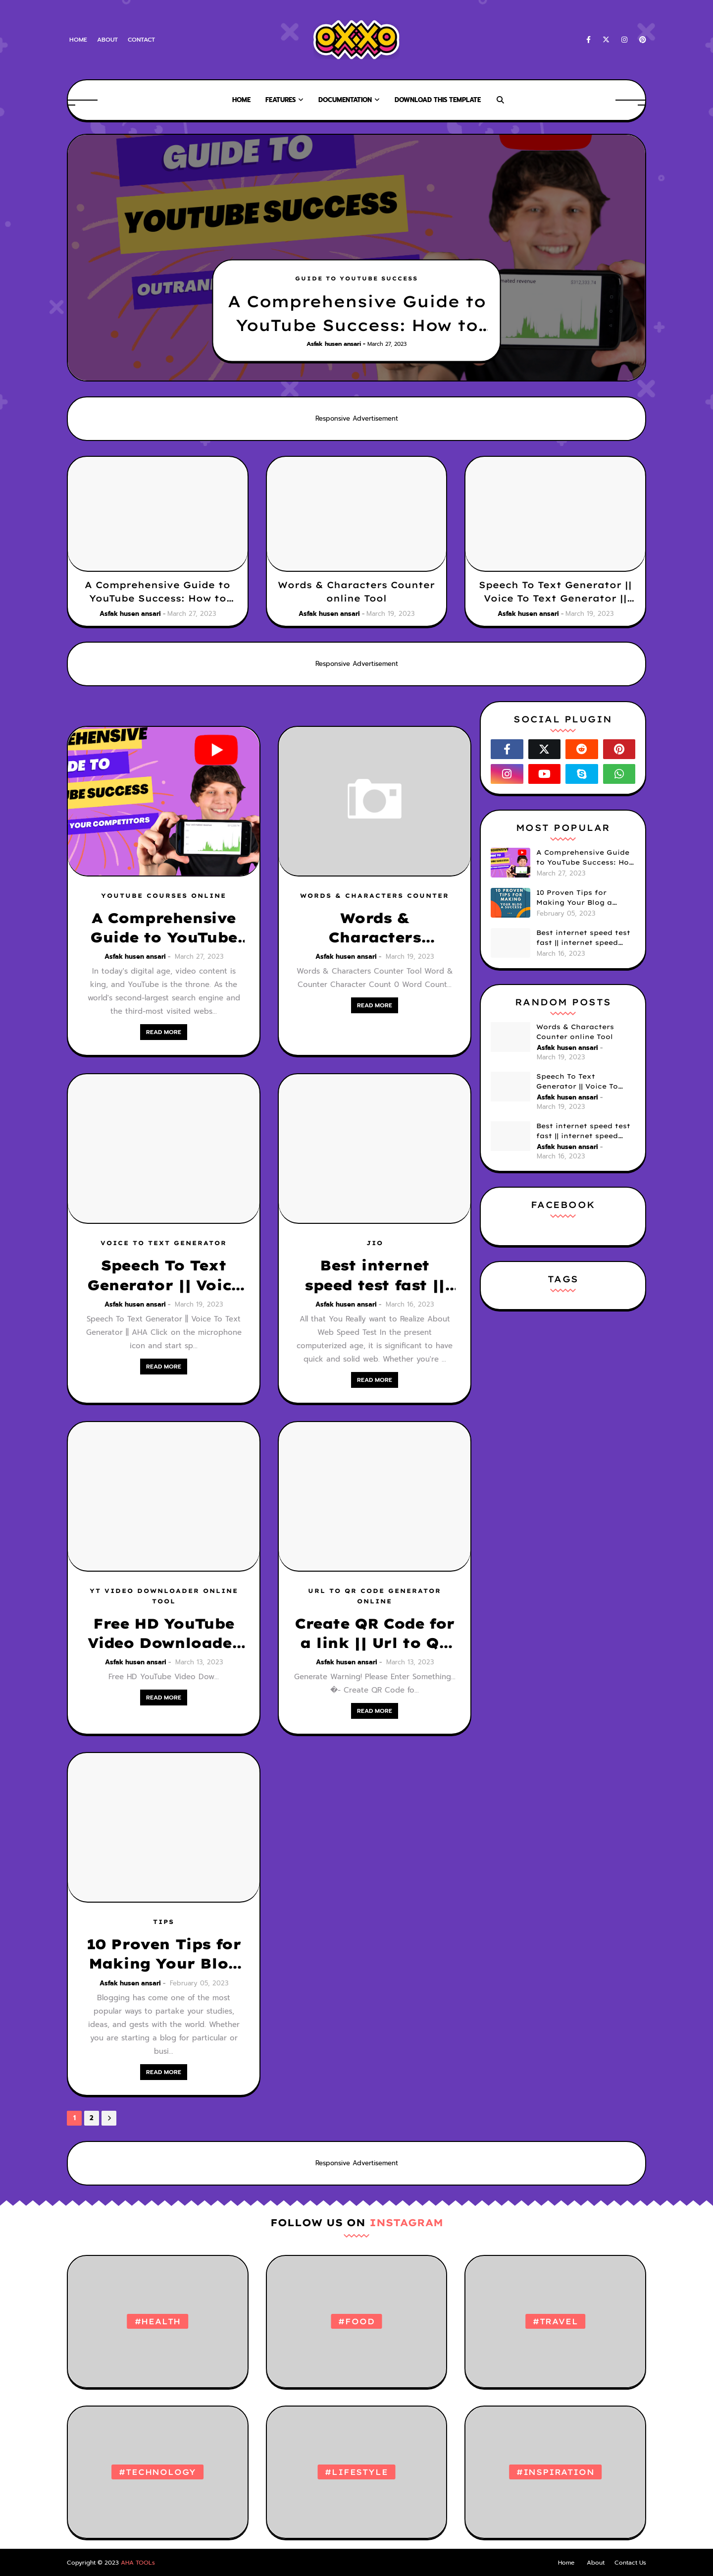 HOME ABOUT CONTACT
OXXO
HOME FEATURES DOCUMENTATION DOWNLOAD THIS TEMPLATE
GUIDE TO
YOUTUBE SUCCESS
OUTRAN
GUIDE TO YOUTUBE SUCCESS
A Comprehensive Guide to
YouTube Success: How to...
Asfak husen ansari - March 27, 2023
Responsive Advertisement
A Comprehensive Guide to
YouTube Success: How to...
Asfak husen ansari - March 27, 2023
Words & Characters Counter
online Tool
Asfak husen ansari - March 19, 2023
Speech To Text Generator ||
Voice To Text Generator ||...
Asfak husen ansari - March 19, 2023
Responsive Advertisement
YOUTUBE COURSES ONLINE
A Comprehensive
Guide to YouTube...
Asfak husen ansari - March 27, 2023
In today's digital age, video content is
king, and YouTube is the throne. As the
world's second-largest search engine and
the third-most visited webs...
READ MORE
WORDS & CHARACTERS COUNTER
Words &
Characters...
Asfak husen ansari - March 19, 2023
Words & Characters Counter Tool Word &
Counter Character Count 0 Word Count...
READ MORE
VOICE TO TEXT GENERATOR
Speech To Text
Generator || Voic...
Asfak husen ansari - March 19, 2023
Speech To Text Generator || Voice To Text
Generator || AHA Click on the microphone
icon and start sp...
READ MORE
JIO
Best internet
speed test fast ||...
Asfak husen ansari - March 16, 2023
All that You Really want to Realize About
Web Speed Test In the present
computerized age, it is significant to have
quick and solid web. Whether you're ...
READ MORE
YT VIDEO DOWNLOADER ONLINE
TOOL
Free HD YouTube
Video Downloade...
Asfak husen ansari - March 13, 2023
Free HD YouTube Video Dow...
READ MORE
URL TO QR CODE GENERATOR
ONLINE
Create QR Code for
a link || Url to Q...
Asfak husen ansari - March 13, 2023
Generate Warning! Please Enter Something...
�- Create QR Code fo...
READ MORE
TIPS
10 Proven Tips for
Making Your Blo...
Asfak husen ansari - February 05, 2023
Blogging has come one of the most
popular ways to partake your studies,
ideas, and gests with the world. Whether
you are starting a blog for particular or
busi...
READ MORE
1 2
SOCIAL PLUGIN
MOST POPULAR
A Comprehensive Guide
to YouTube Success: Ho...
March 27, 2023
10 Proven Tips for
Making Your Blog a...
February 05, 2023
Best internet speed test
fast || internet speed...
March 16, 2023
RANDOM POSTS
Words & Characters
Counter online Tool
Asfak husen ansari -
March 19, 2023
Speech To Text
Generator || Voice To...
Asfak husen ansari -
March 19, 2023
Best internet speed test
fast || internet speed...
Asfak husen ansari -
March 16, 2023
FACEBOOK
TAGS
Responsive Advertisement
FOLLOW US ON INSTAGRAM
#HEALTH #FOOD #TRAVEL
#TECHNOLOGY #LIFESTYLE #INSPIRATION
Copyright © 2023 AHA TOOLs
Home About Contact Us